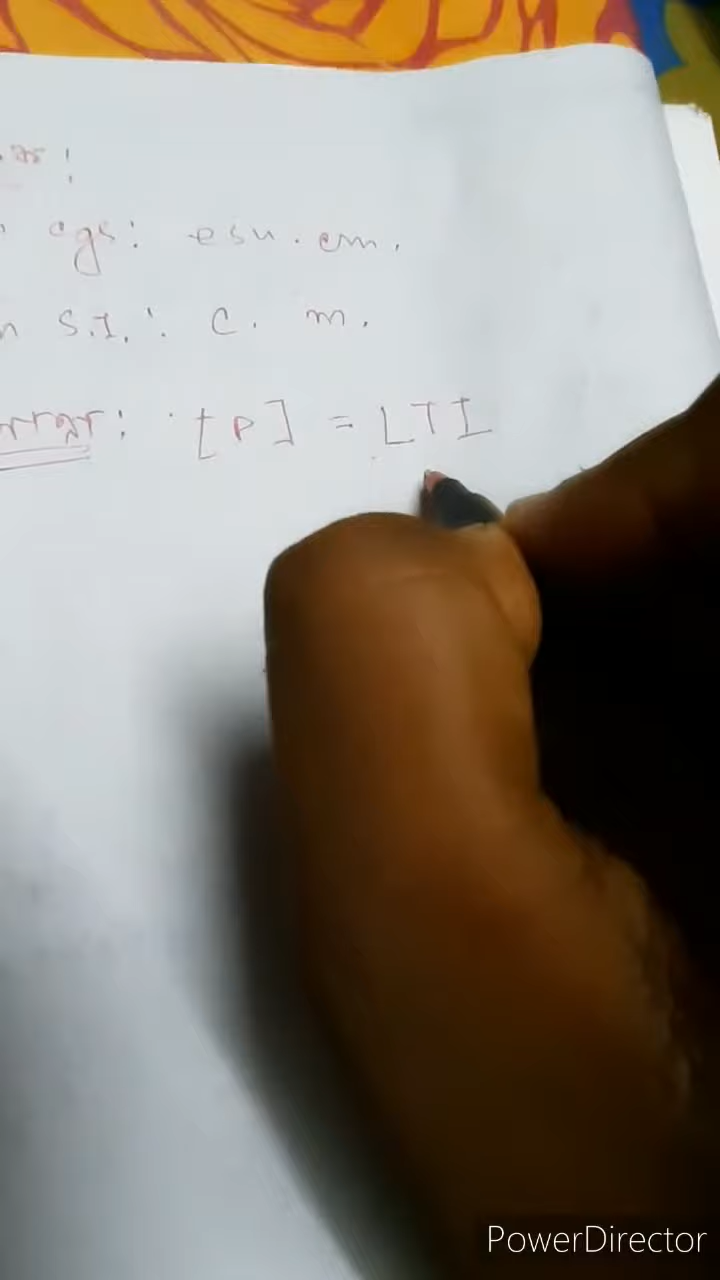 cgs: esu. cm.
S.I.: C. m.
: [P] = LTI
PowerDirector